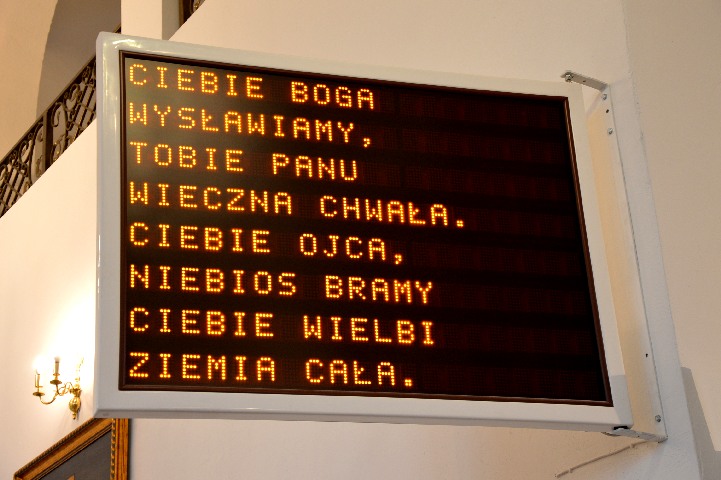 CIEBIE BOGA
WYSŁAWIAMY,
TOBIE PANU
WIECZNA CHWAŁA.
CIEBIE OJCA,
NIEBIOS BRAMY
CIEBIE WIELBI
ZIEMIA CAŁA.